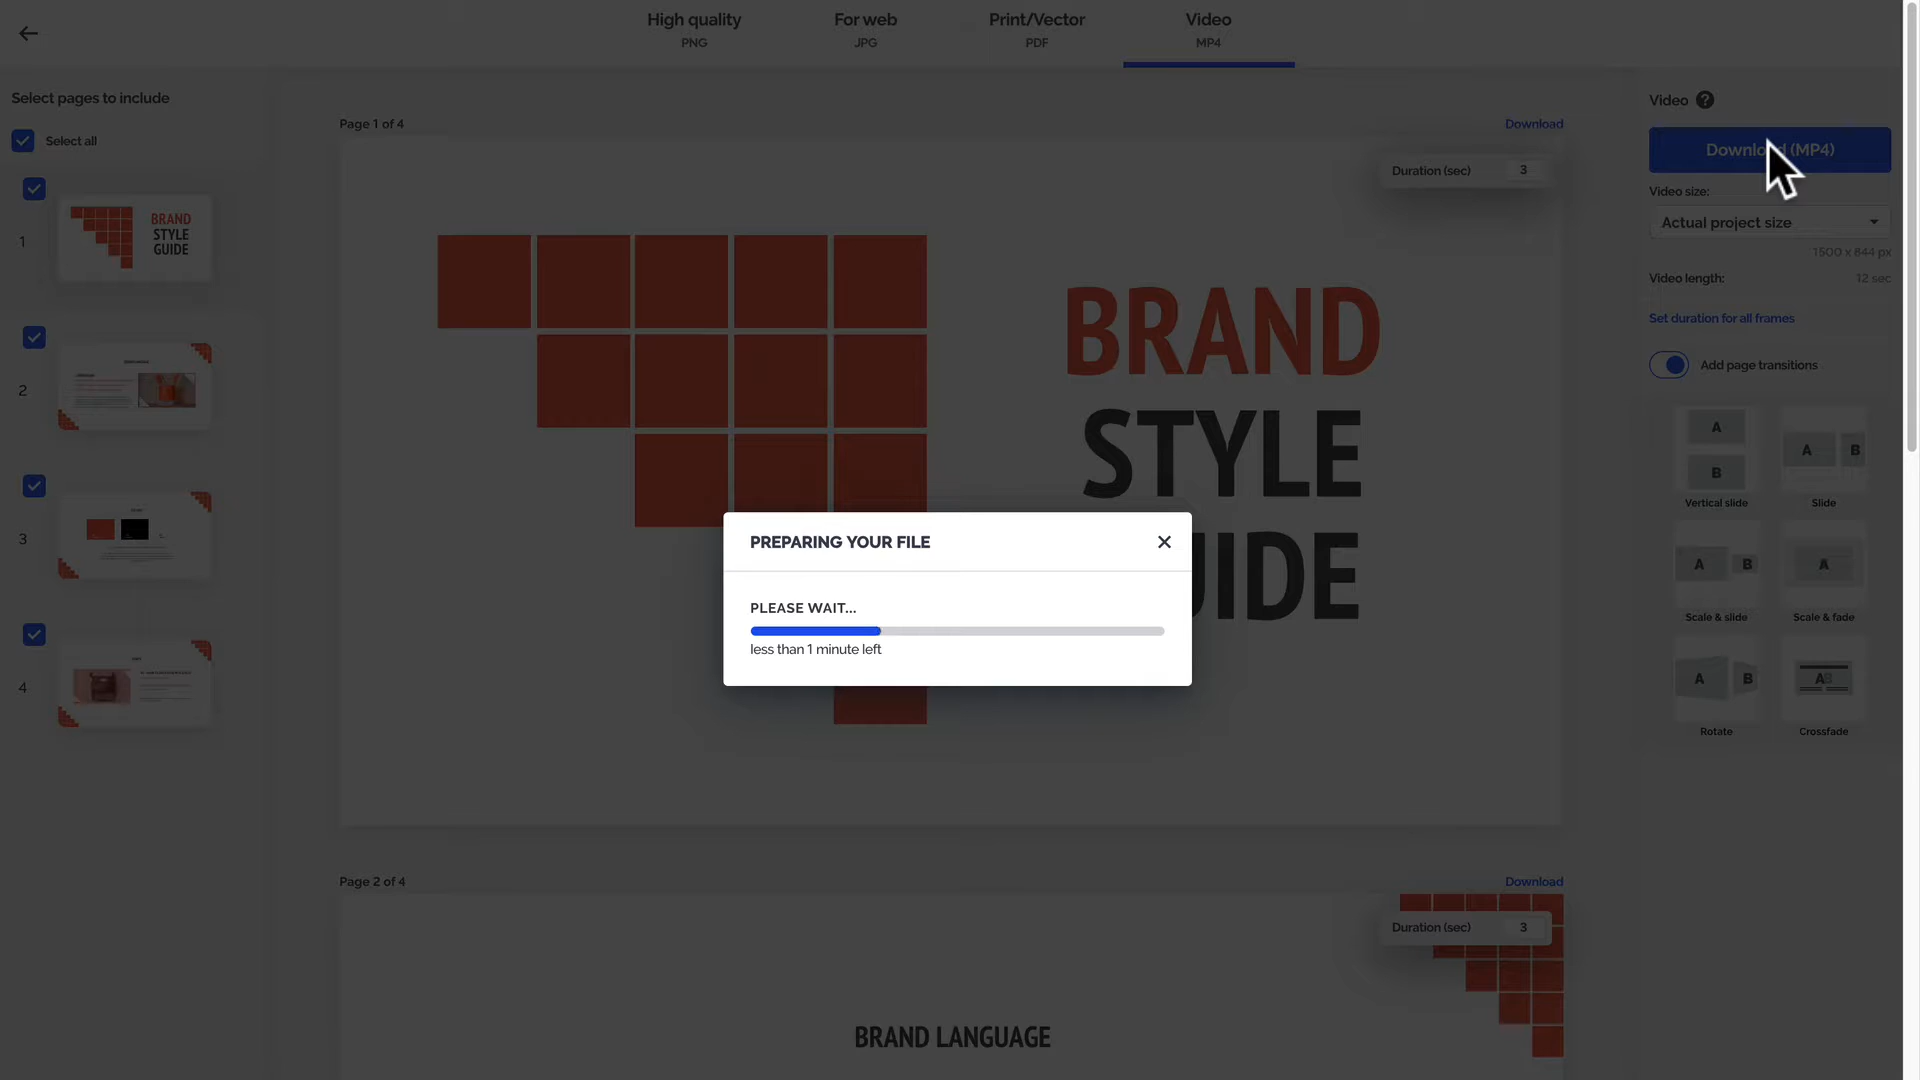 High quality
PNG
For web
JPG
Print/Vector
PDF
Video
MP4
Select pages to include
Select all
1
BRAND
STYLE
GUIDE
2
3
4
Page 1 of 4
Download
Duration (sec) 3
BRAND
STYLE
UIDE
PREPARING YOUR FILE
PLEASE WAIT...
less than 1 minute left
Page 2 of 4
Download
Duration (sec) 3
BRAND LANGUAGE
Video ?
Download (MP4)
Video size:
Actual project size
1500 x 844 px
Video length: 12 sec
Set duration for all frames
Add page transitions
A
B
Vertical slide
A B
Slide
A B
Scale & slide
A
Scale & fade
A B
Rotate
AB
Crossfade